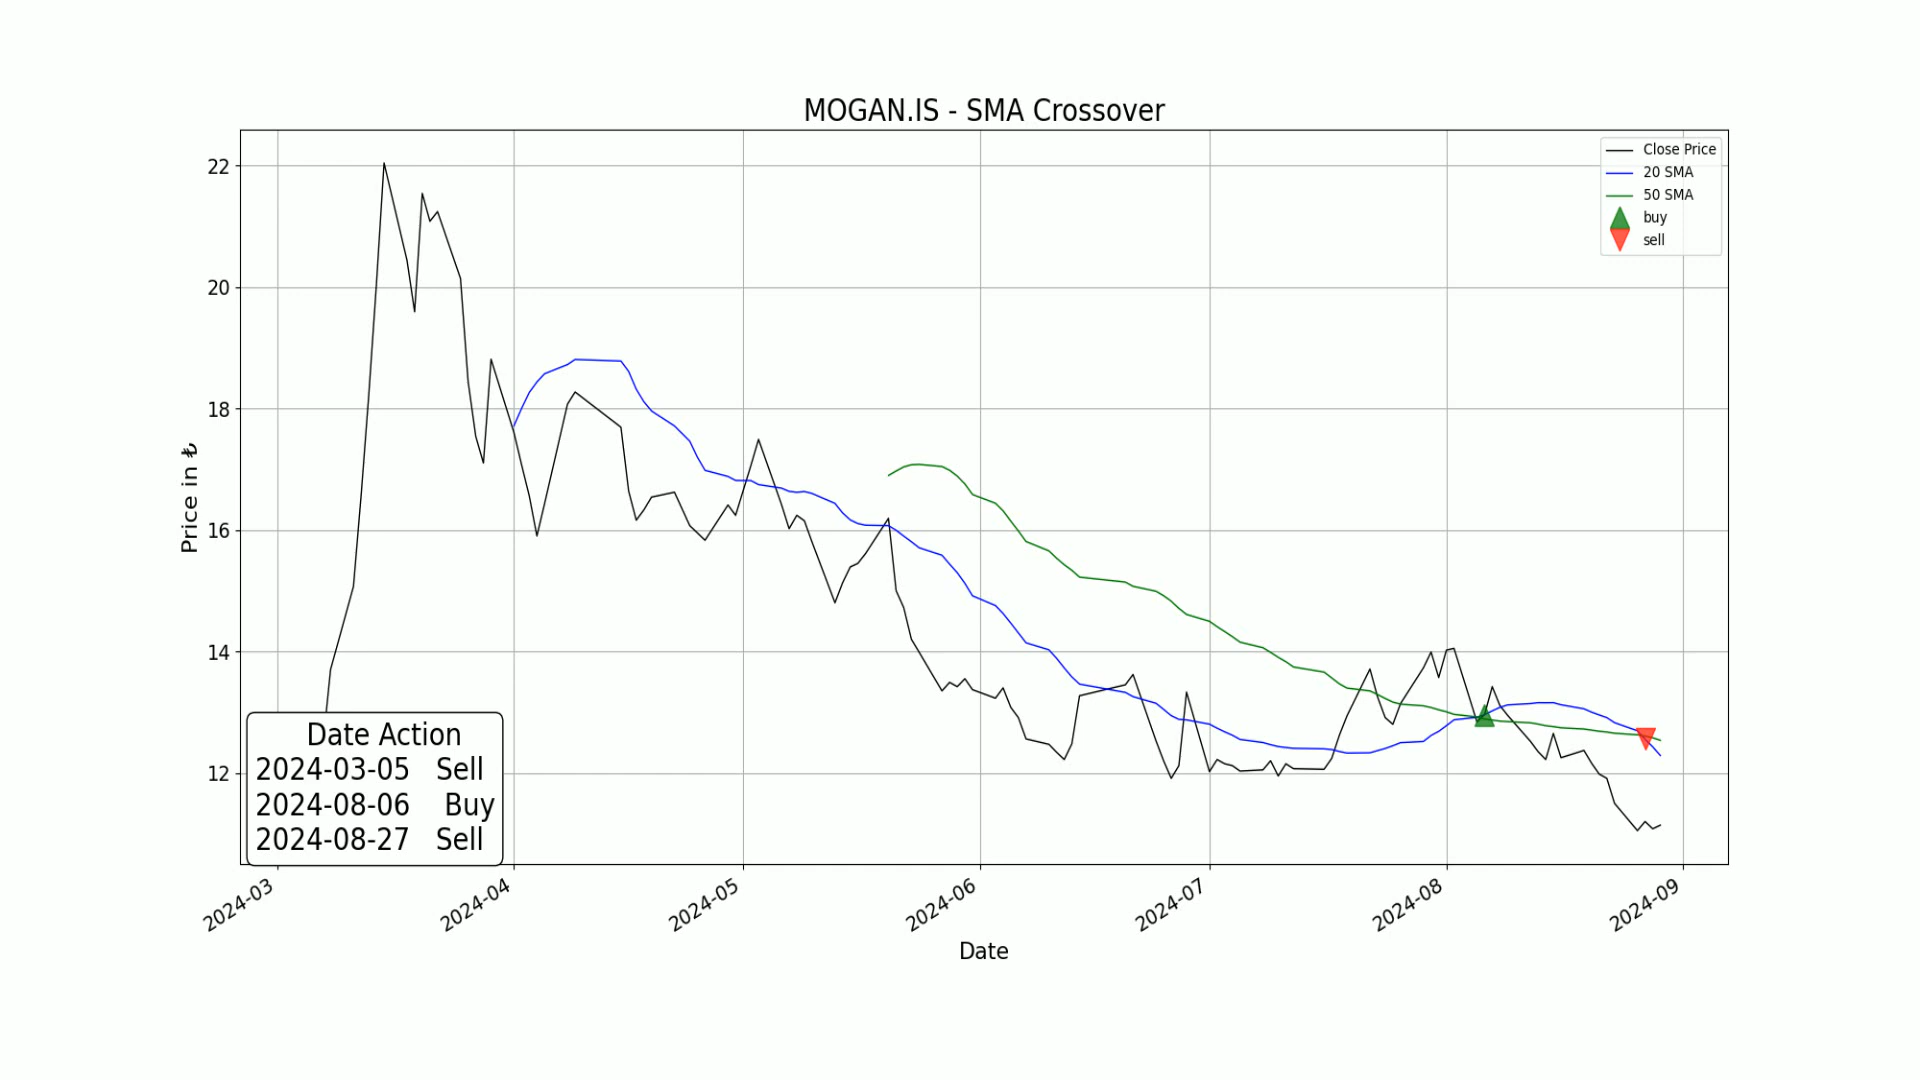 MOGAN.IS - SMA Crossover
22
20
18
16
14
12
Price in ₺
Close Price
20 SMA
50 SMA
buy
sell
Date Action
2024-03-05 Sell
2024-08-06 Buy
2024-08-27 Sell
2024-03
2024-04
2024-05
2024-06
2024-07
2024-08
2024-09
Date